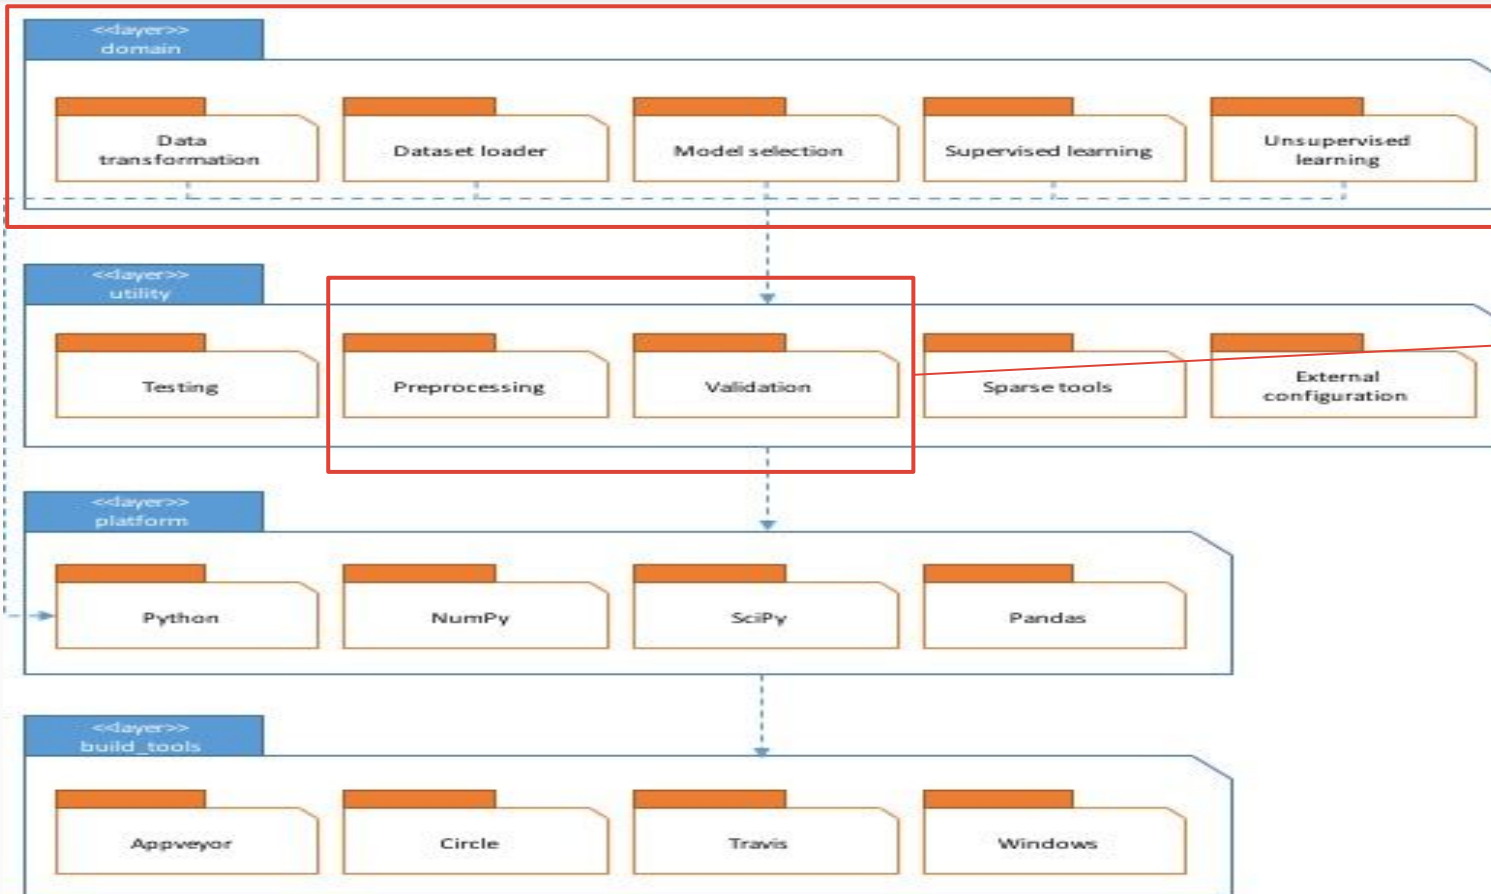 <<layer>>
domain
Data
transformation
Dataset loader
Model selection
Supervised learning
Unsupervised
learning
<<layer>>
utility
Testing
Preprocessing
Validation
Sparse tools
External
configuration
<<layer>>
platform
Python
NumPy
SciPy
Pandas
<<layer>>
build_tools
Appveyor
Circle
Travis
Windows